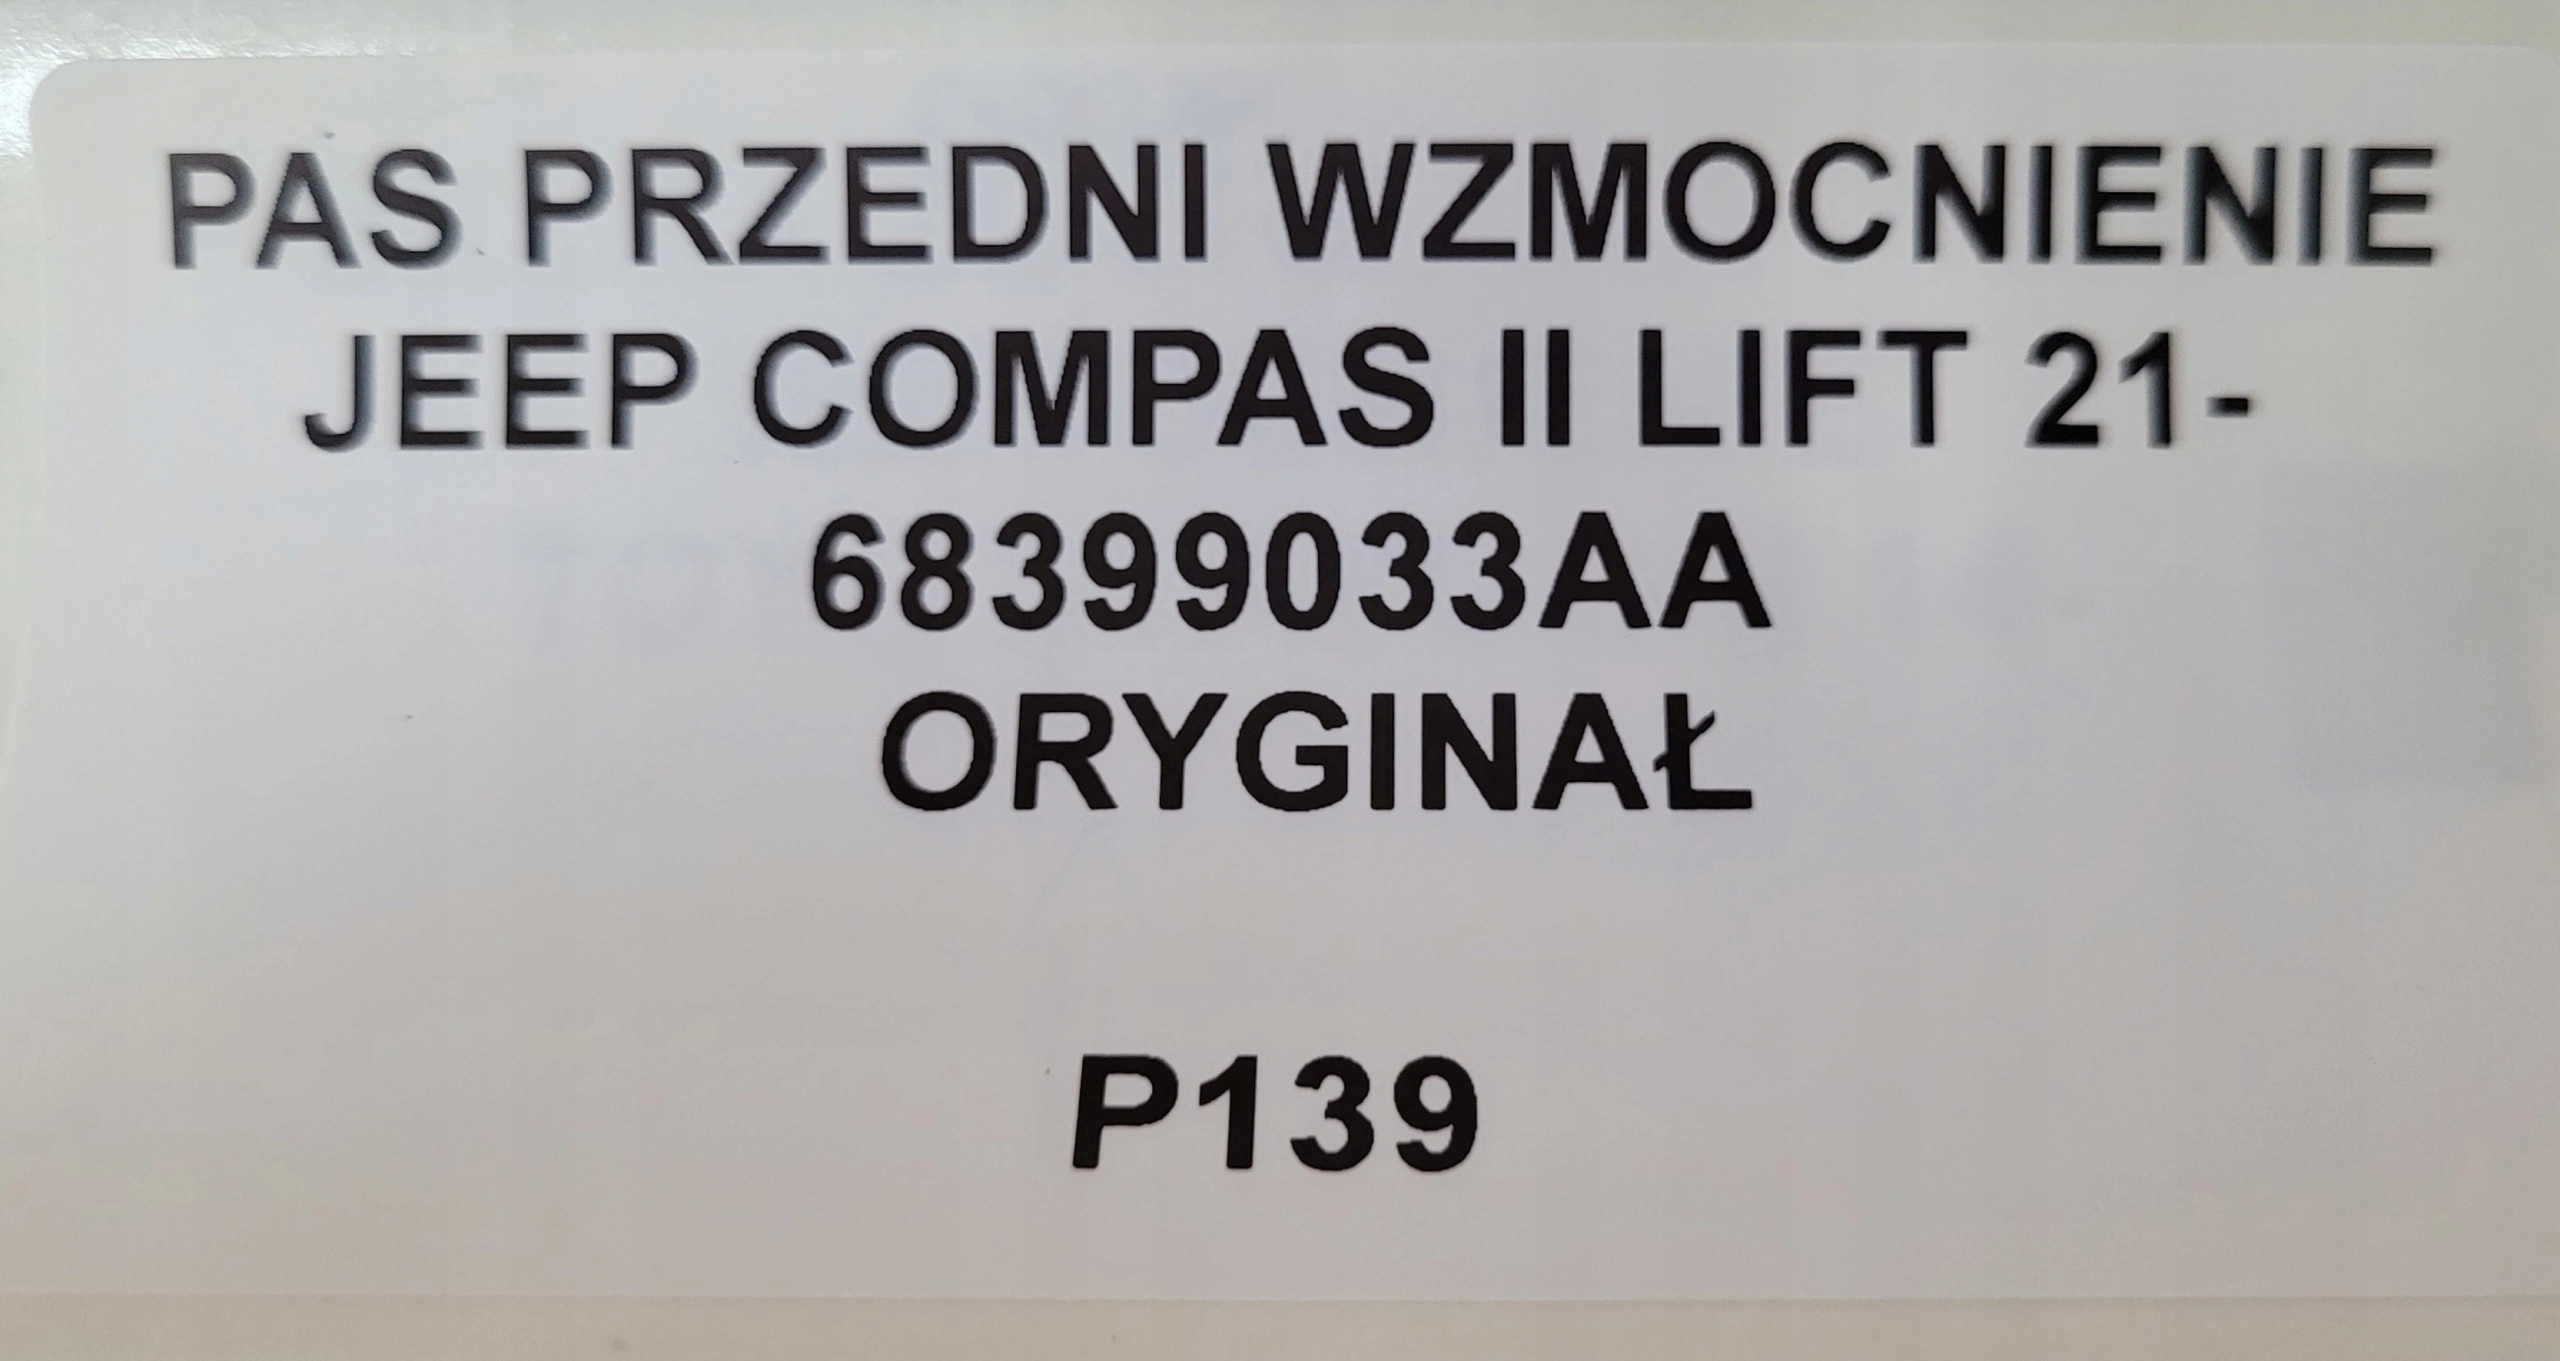 PAS PRZEDNI WZMOCNIENIE
JEEP COMPAS II LIFT 21-
68399033AA
ORYGINAŁ
P139